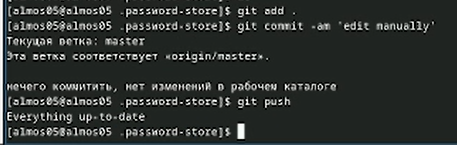 [almos05@almos05 .password-store]$ git add .
[almos05@almos05 .password-store]$ git commit -am 'edit manually'
Текущая ветка: master
Эта ветка соответствует «origin/master».
нечего коммитить, нет изменений в рабочем каталоге
[almos05@almos05 .password-store]$ git push
Everything up-to-date
[almos05@almos05 .password-store]$